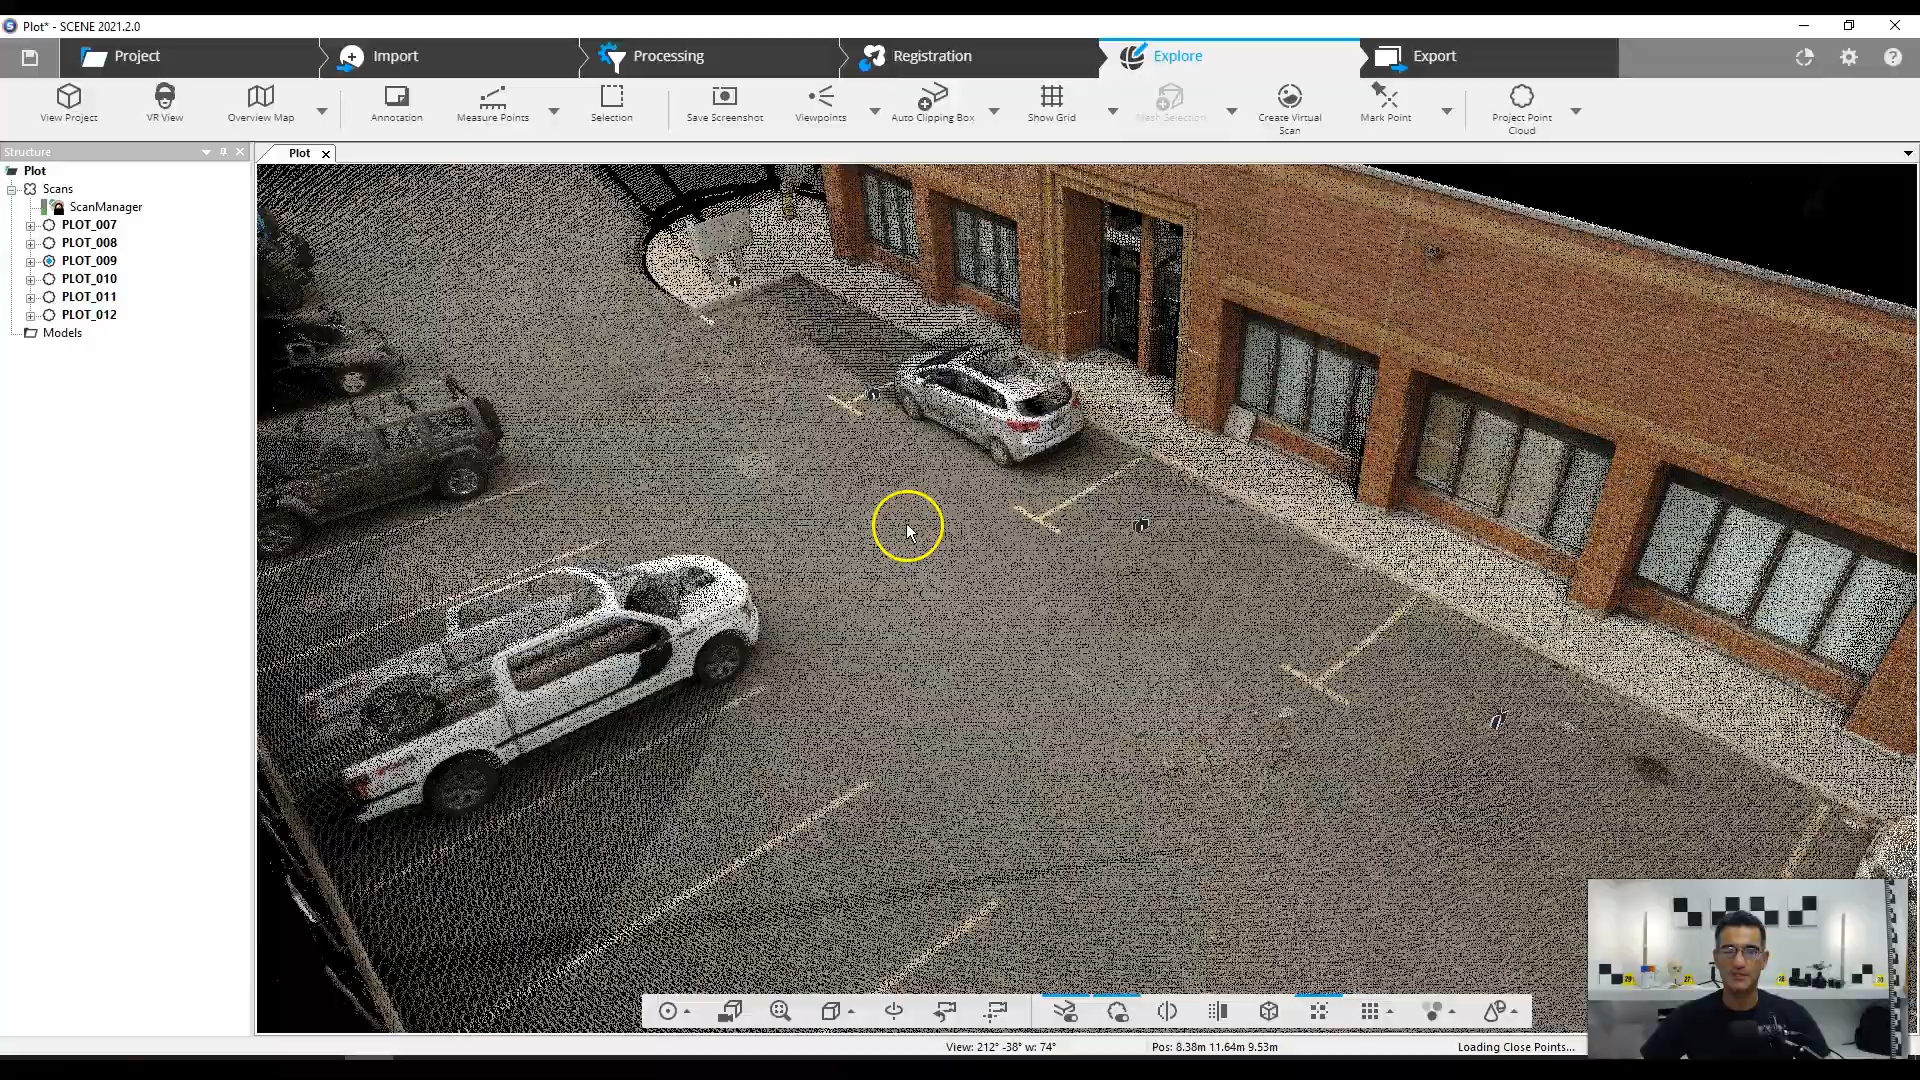 Plot* - SCENE 2021.2.0
Project
Import
Processing
Registration
Explore
Export
View Project
VR View
Overview Map
Annotation
Measure Points
Selection
Save Screenshot
Viewpoints
Auto Clipping Box
Show Grid
Mesh Selection
Create Virtual Scan
Mark Point
Project Point Cloud
Structure
Plot
Plot
Scans
ScanManager
PLOT_007
PLOT_008
PLOT_009
PLOT_010
PLOT_011
PLOT_012
Models
View: 212° -38° w: 74°
Pos: 8.38m 11.64m 9.53m
Loading Close Points...